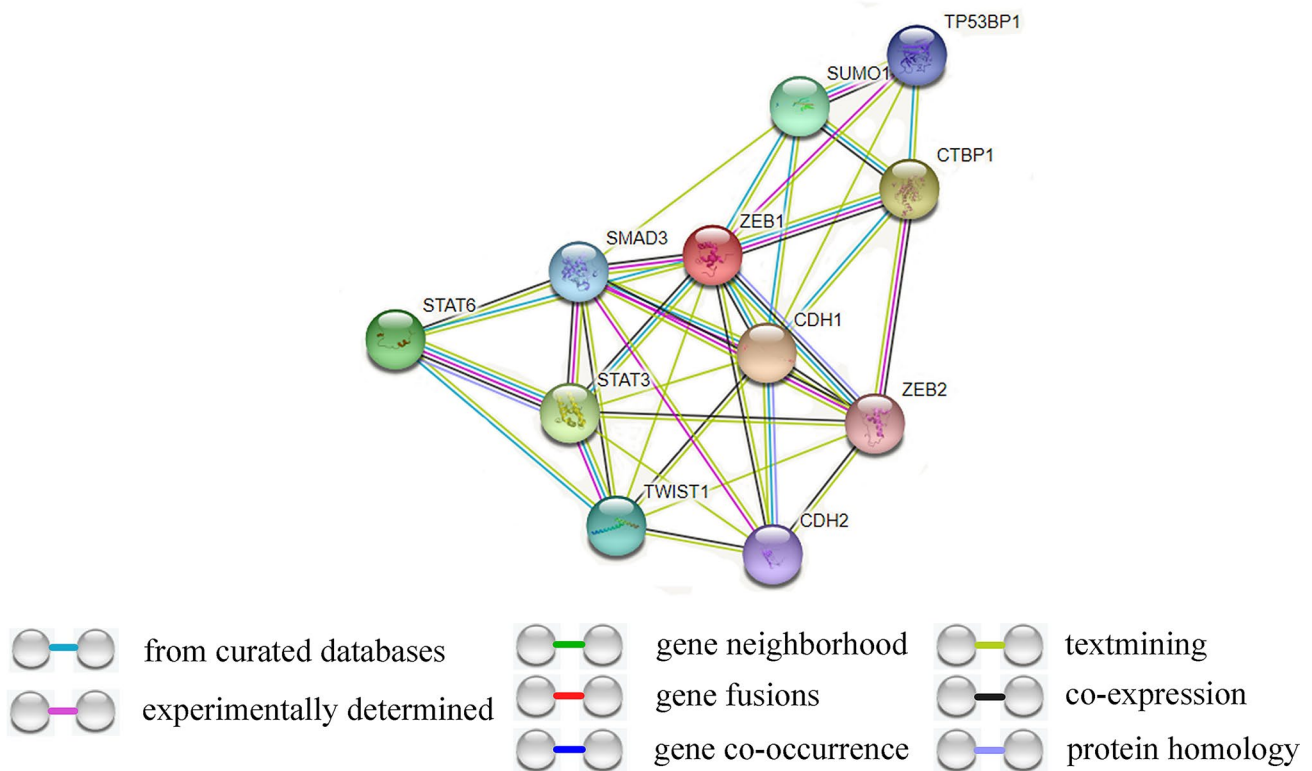 TP53BP1
SUMO1
CTBP1
ZEB1
SMAD3
STAT6
CDH1
STAT3
ZEB2
TWIST1
CDH2
from curated databases
experimentally determined
gene neighborhood
gene fusions
gene co-occurrence
textmining
co-expression
protein homology